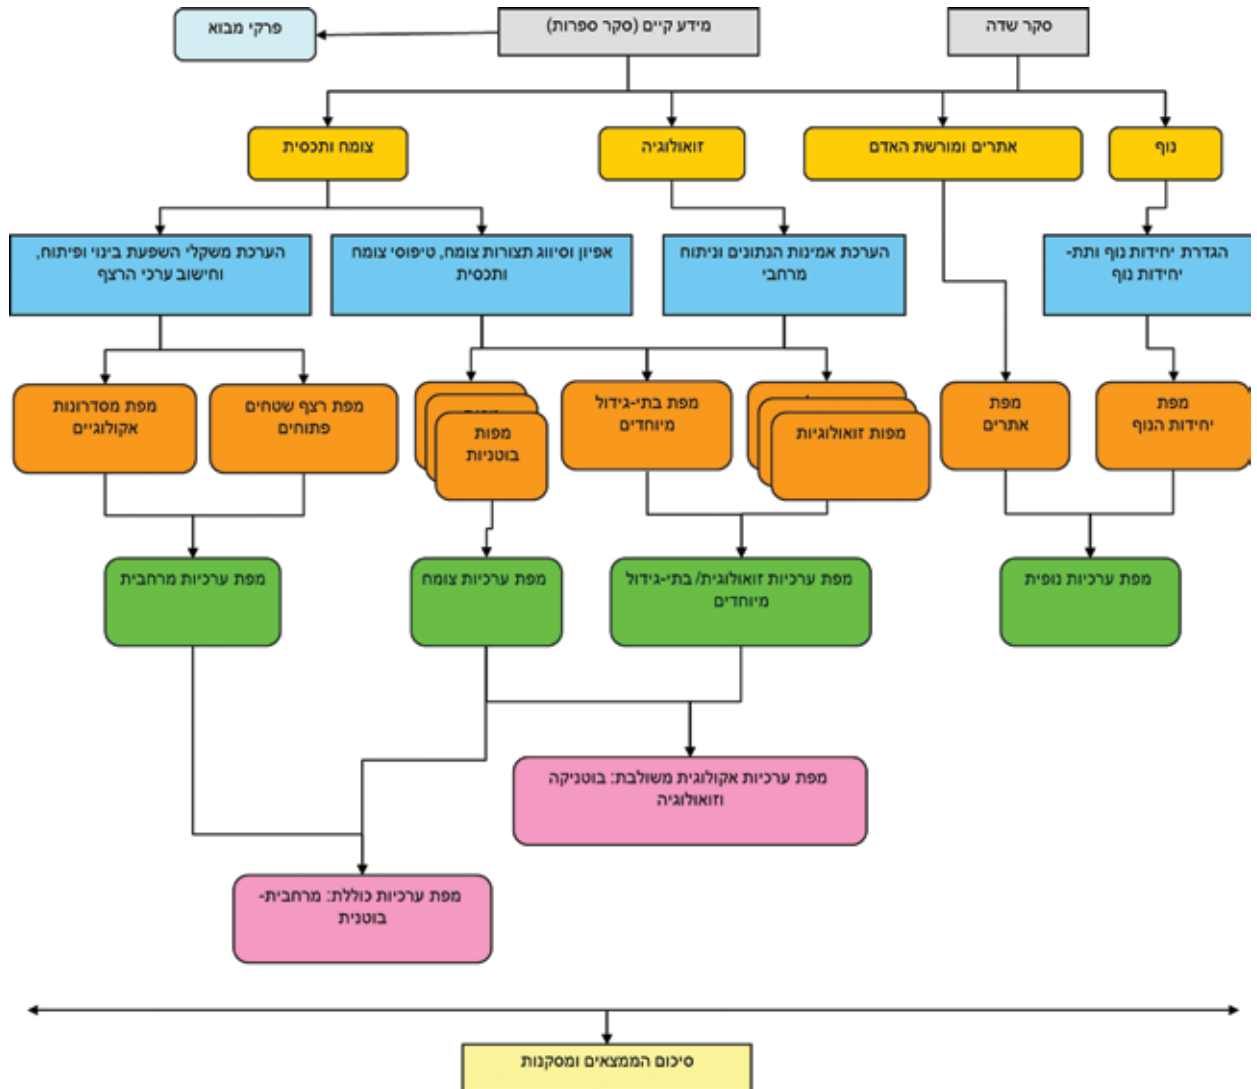 סקר שדה
מידע קיים (סקר ספרות)
פרקי מבוא
נוף
אתרים ומורשת האדם
זואולוגיה
צומח ותכסית
הגדרת יחידות נוף ותת-
יחידות נוף
הערכת אמינות הנתונים וניתוח
מרחבי
אפיון וסיווג תצורות צומח, טיפוסי צומח
ותכסית
הערכת משקלי השפעת בינוי ופיתוח,
וחישוב ערכי הרצף
מפת
יחידות הנוף
מפת
אתרים
מפות זואולוגיות
מפת בתי-גידול
מיוחדים
מפות
בוטניות
מפת רצף שטחים
פתוחים
מפת מסדרונות
אקולוגיים
מפת ערכיות נופית
מפת ערכיות זואולוגית/ בתי-גידול
מיוחדים
מפת ערכיות צומח
מפת ערכיות מרחבית
מפת ערכיות אקולוגית משולבת: בוטניקה
וזואולוגיה
מפת ערכיות כוללת: מרחבית-
בוטנית
סיכום הממצאים ומסקנות